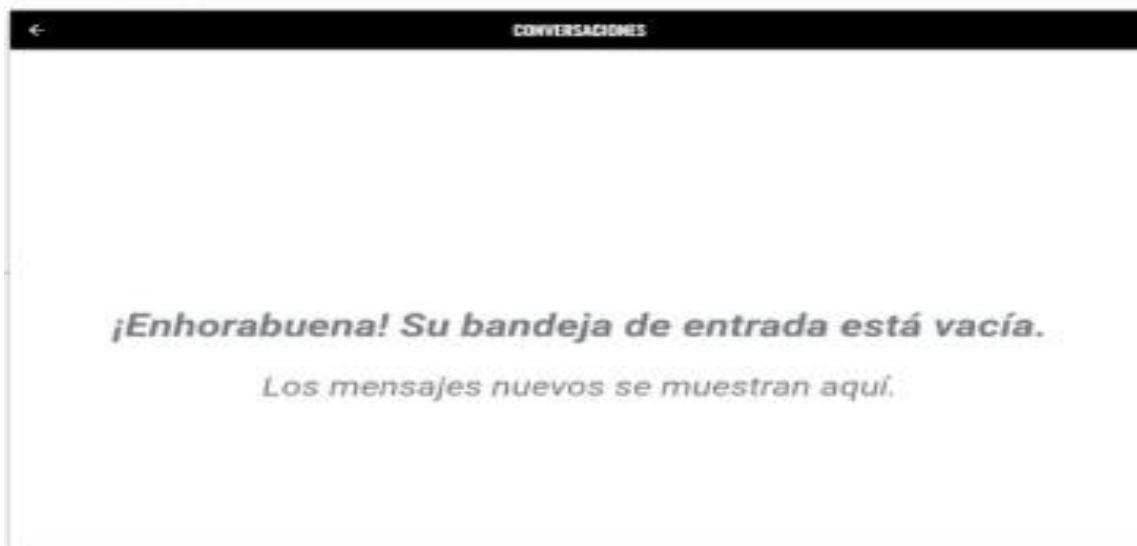 CONVERSACIONES
¡Enhorabuena! Su bandeja de entrada está vacía.
Los mensajes nuevos se muestran aquí.